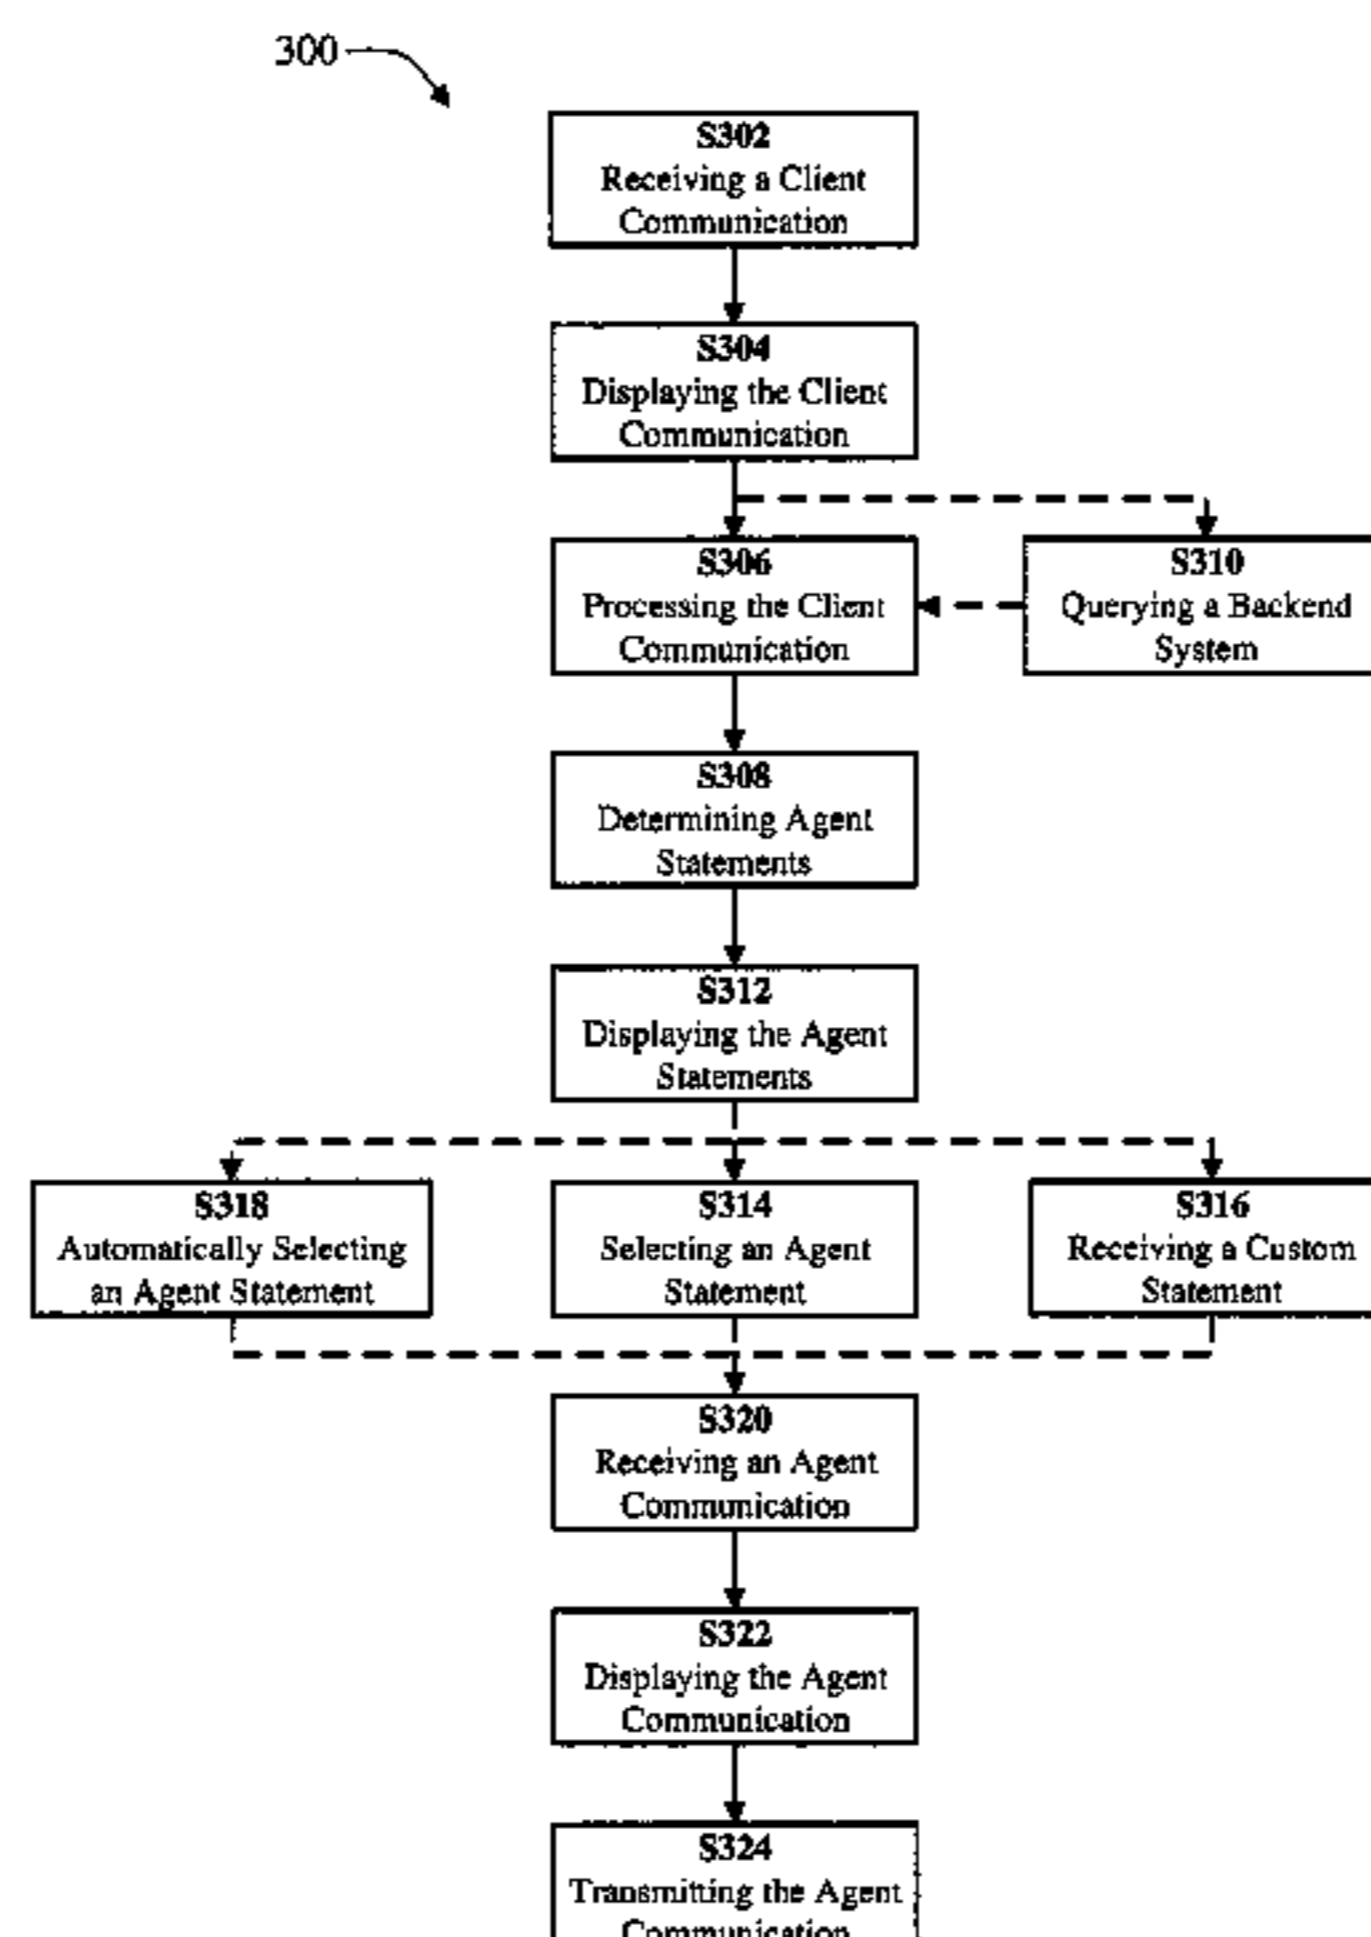 300
S302
Receiving a Client
Communication
S304
Displaying the Client
Communication
S306
Processing the Client
Communication
S310
Querying a Backend
System
S308
Determining Agent
Statements
S312
Displaying the Agent
Statements
S318
Automatically Selecting
an Agent Statement
S314
Selecting an Agent
Statement
S316
Receiving a Custom
Statement
S320
Receiving an Agent
Communication
S322
Displaying the Agent
Communication
S324
Transmitting the Agent
Communication